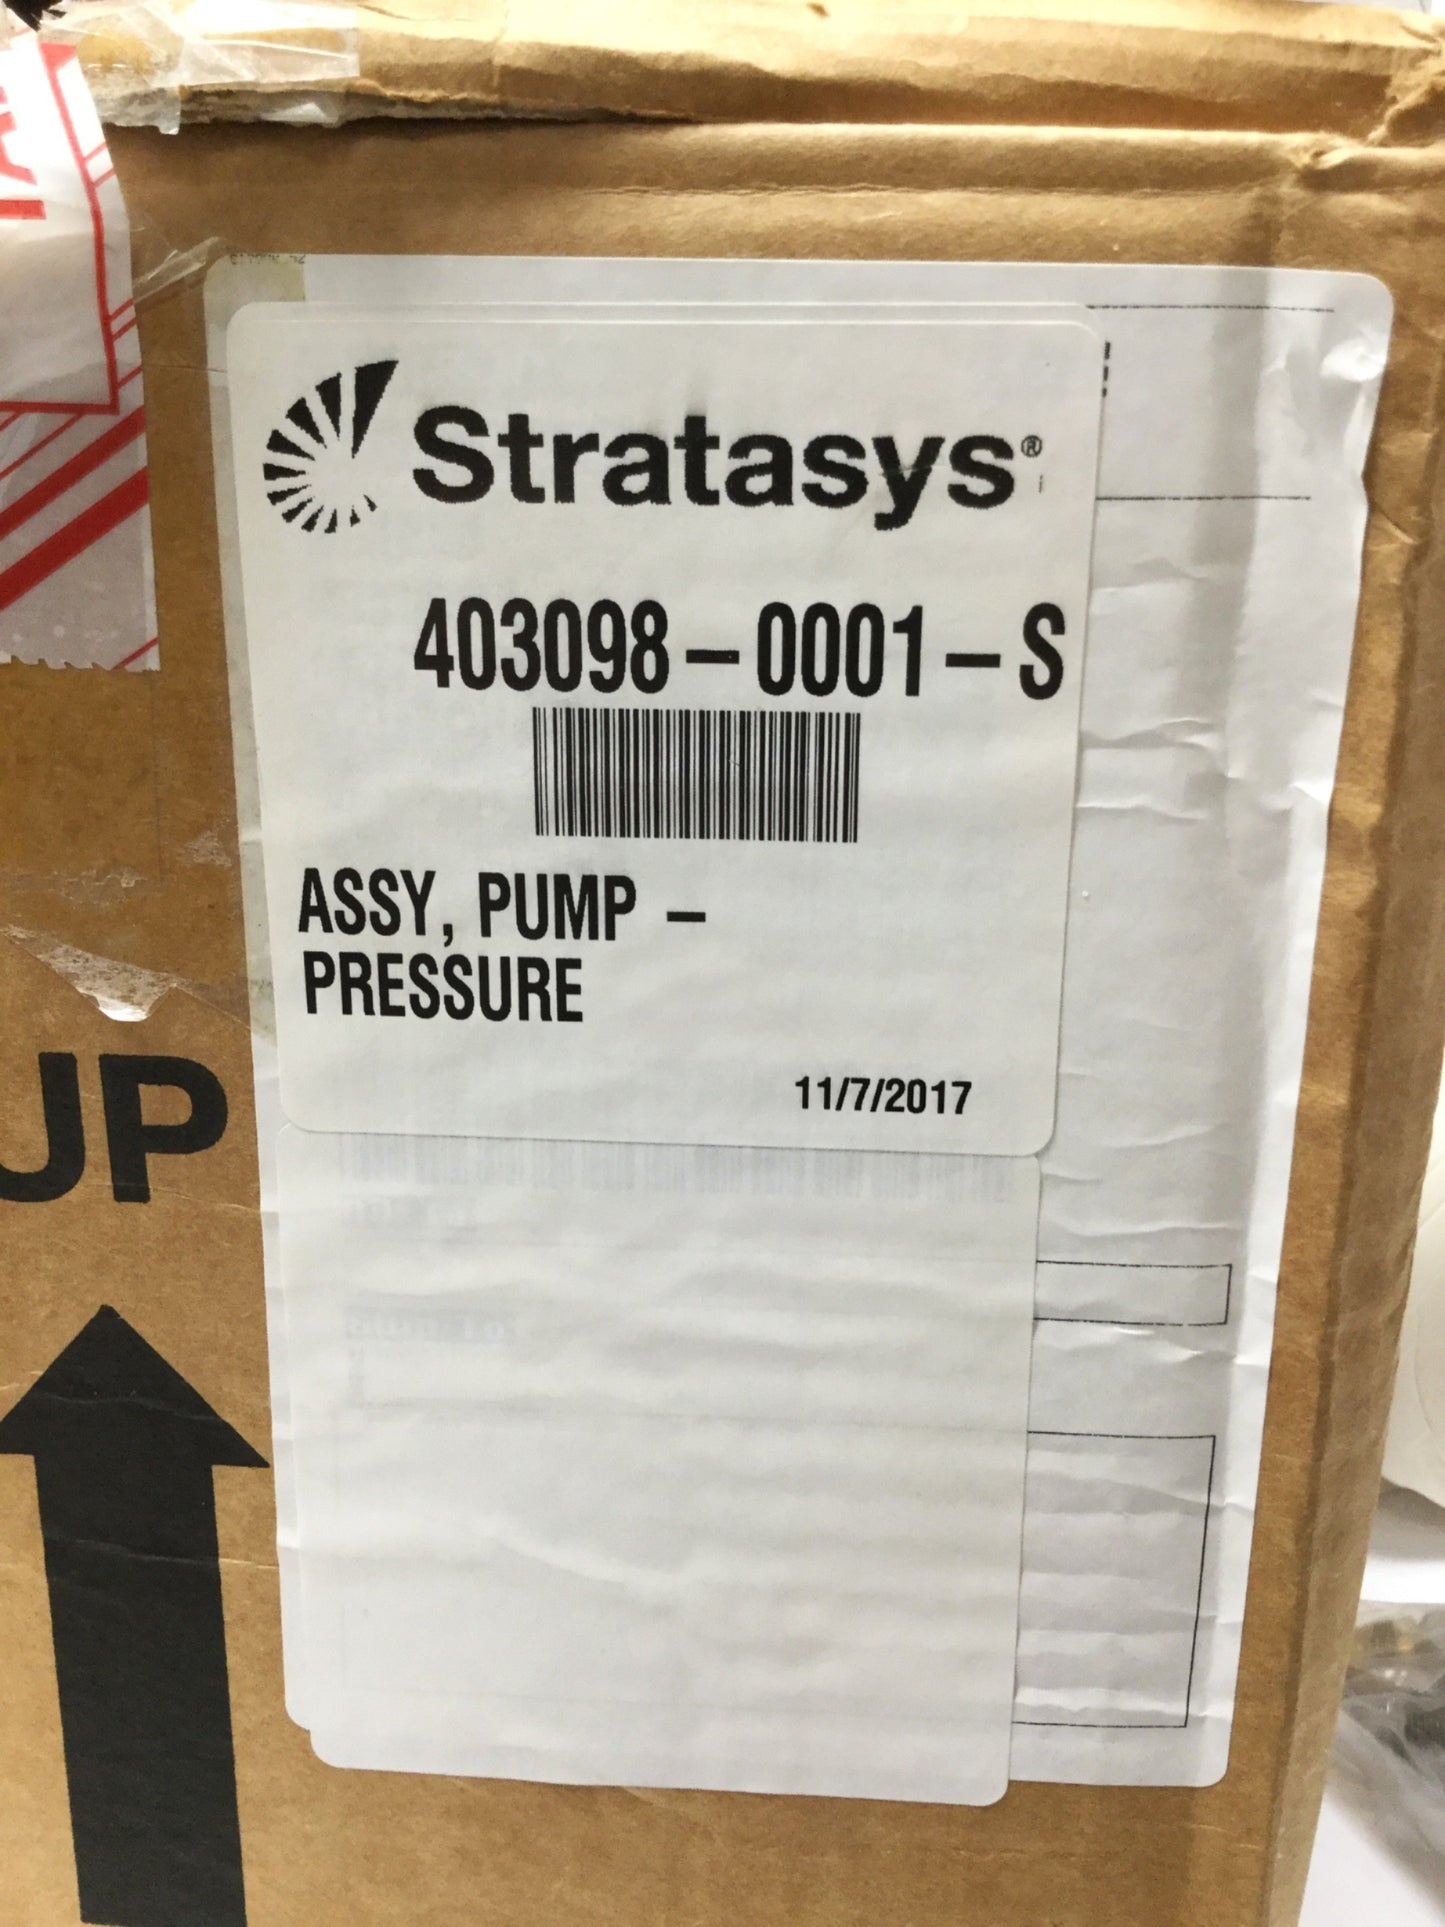 Stratasys®
403098-0001-S
ASSY, PUMP -
PRESSURE
11/7/2017
UP